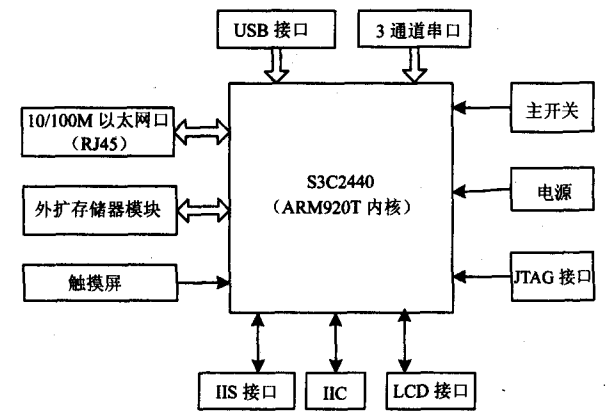 USB 接口
3 通道串口
10/100M 以太网口
（RJ45）
主开关
S3C2440
（ARM920T 内核）
外扩存储器模块
电源
触摸屏
JTAG 接口
IIS 接口
IIC
LCD 接口